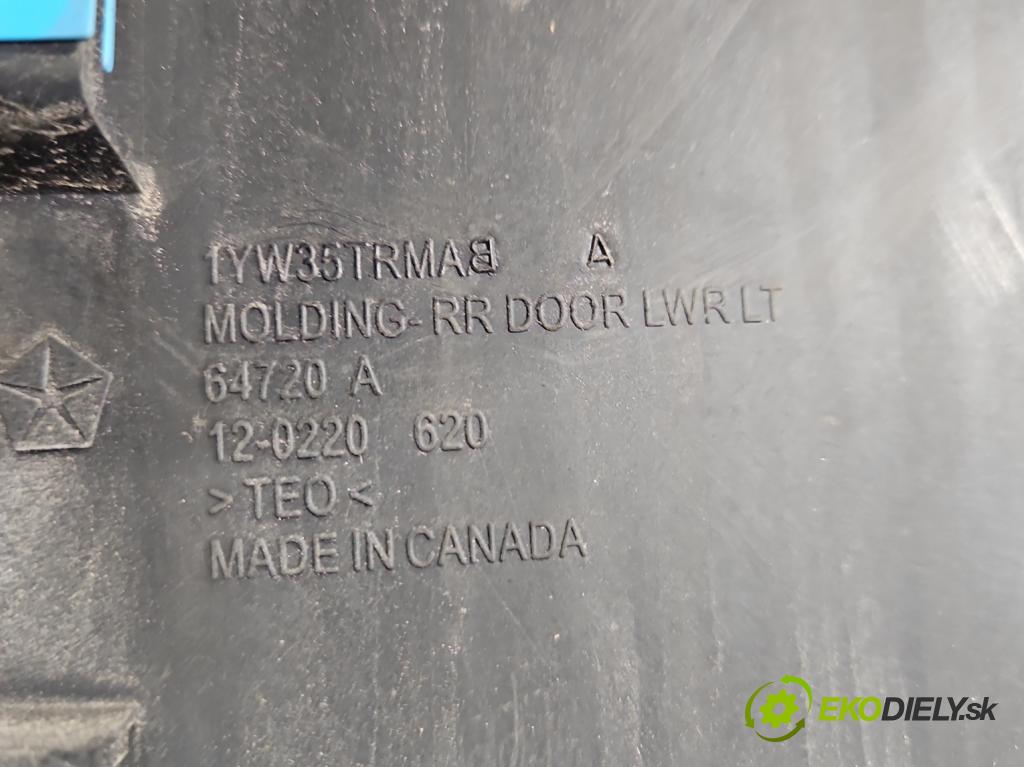 1YW35TRMAB A
MOLDING- RR DOOR LWR LT
64720 A
12-0220 620
>TEO<
MADE IN CANADA
EKODIELY.sk